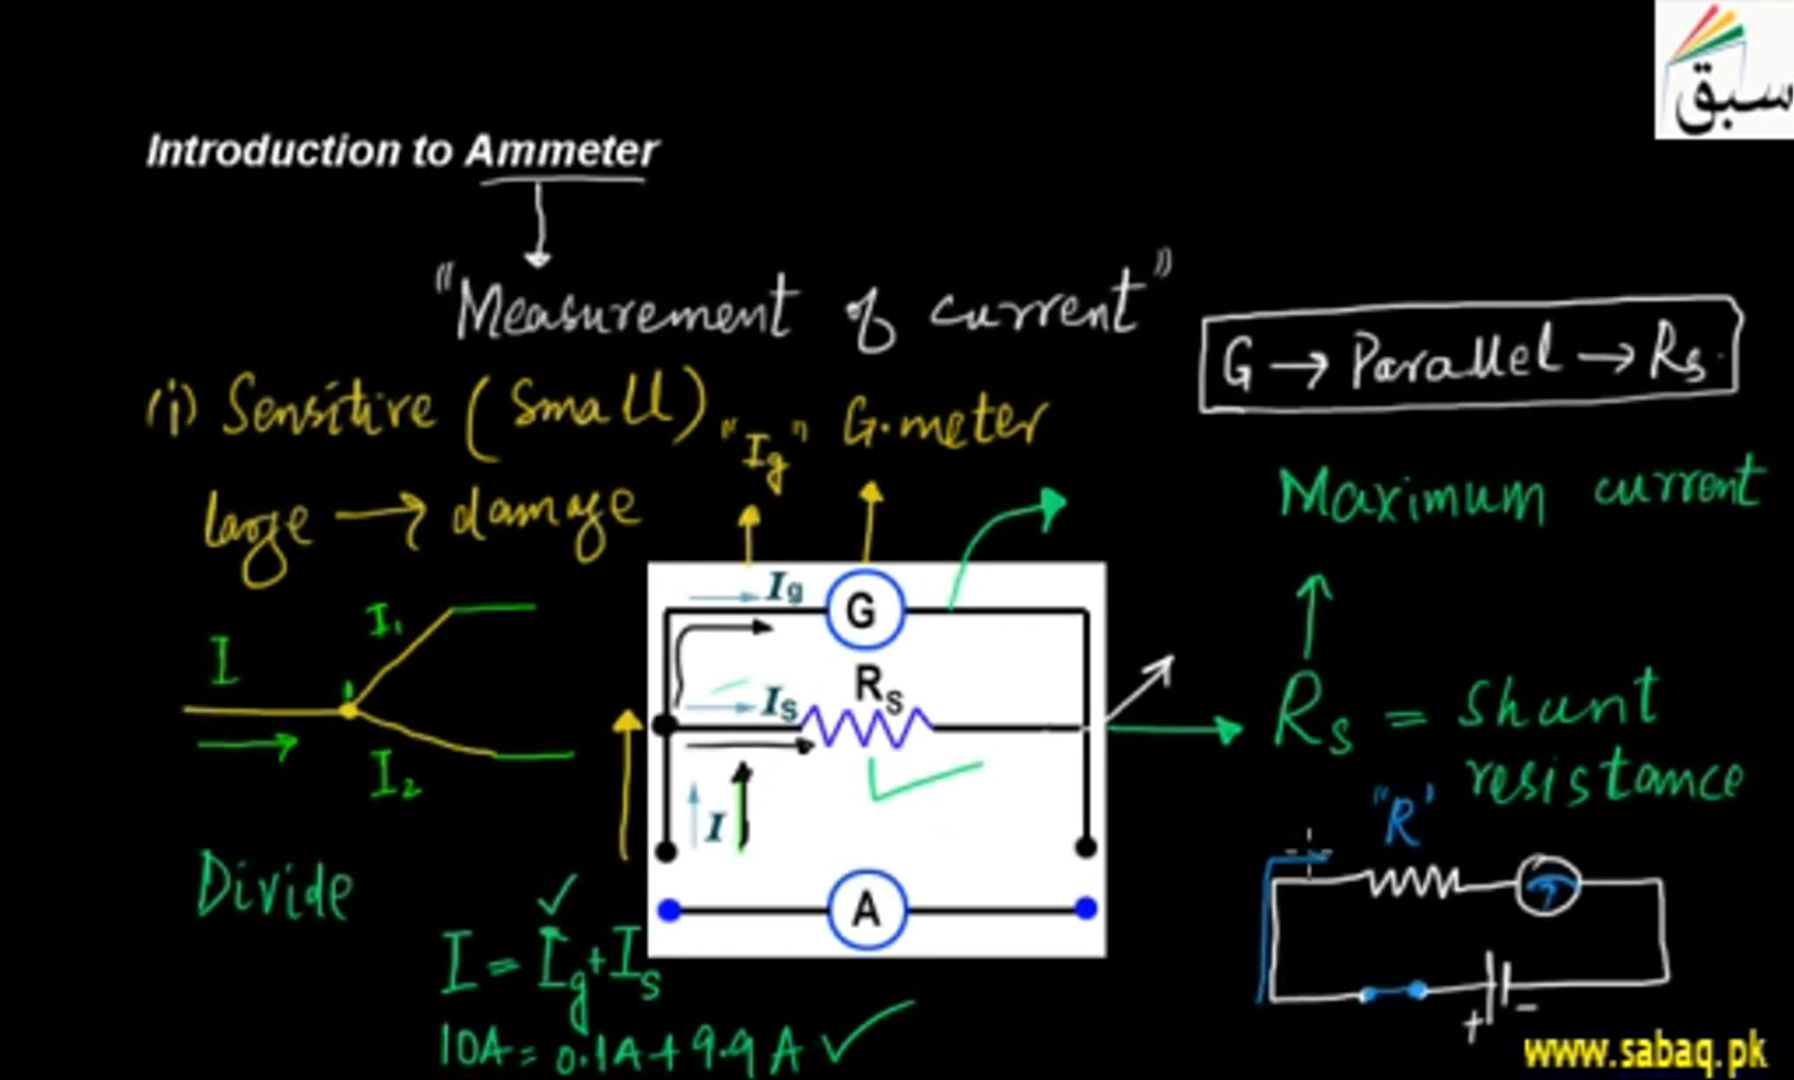 سبق
Introduction to Ammeter
"Measurement of current"
G → Parallel → Rs
(i) Sensitive (Small) "Ig" G.meter
large → damage
Maximum current
Ig
G
I₁
I
Rs
Is
Rs = Shunt
resistance
I₂
I
"R"
Divide
A
I = Ig + Is
10A = 0.1A + 9.9A ✓
+ -
www.sabaq.pk